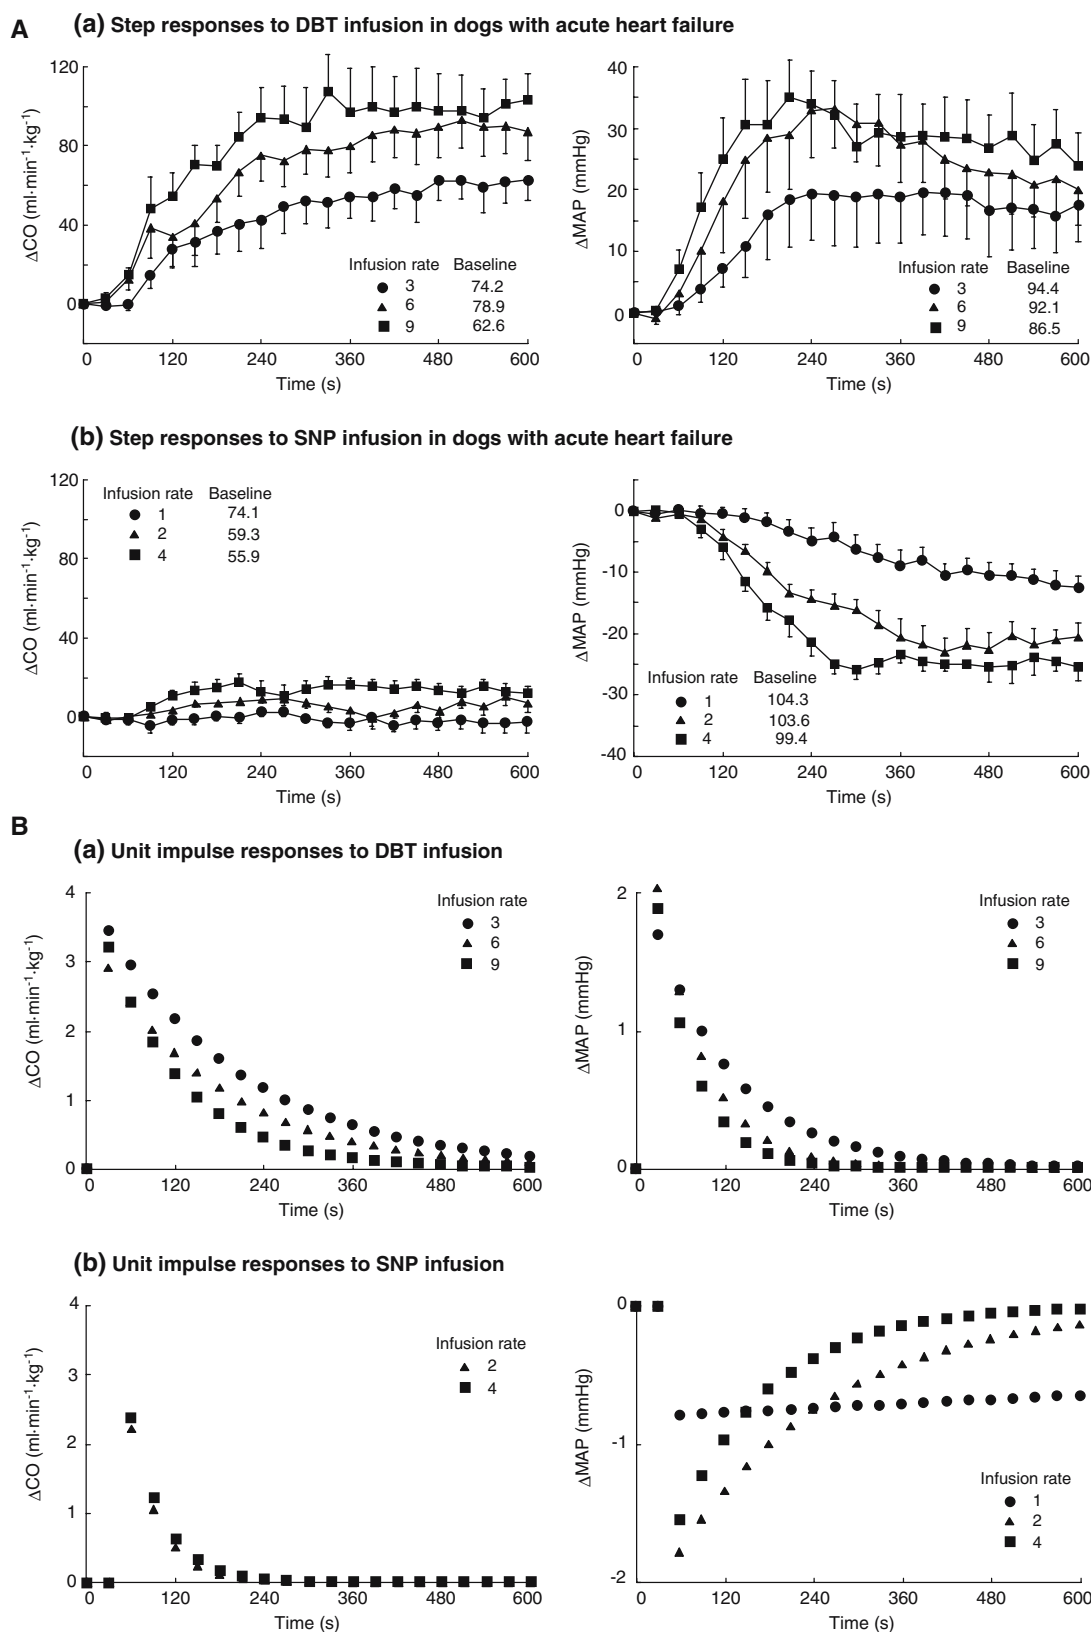 A
(a) Step responses to DBT infusion in dogs with acute heart failure
ΔCO (ml·min⁻¹·kg⁻¹)
120
80
40
0
Infusion rate Baseline
3 74.2
6 78.9
9 62.6
0 120 240 360 480 600
Time (s)
ΔMAP (mmHg)
40
30
20
10
0
Infusion rate Baseline
3 94.4
6 92.1
9 86.5
0 120 240 360 480 600
Time (s)
(b) Step responses to SNP infusion in dogs with acute heart failure
ΔCO (ml·min⁻¹·kg⁻¹)
120
80
40
0
Infusion rate Baseline
1 74.1
2 59.3
4 55.9
0 120 240 360 480 600
Time (s)
ΔMAP (mmHg)
0
-10
-20
-30
-40
Infusion rate Baseline
1 104.3
2 103.6
4 99.4
0 120 240 360 480 600
Time (s)
B
(a) Unit impulse responses to DBT infusion
ΔCO (ml·min⁻¹·kg⁻¹)
4
3
2
1
0
Infusion rate
3
6
9
0 120 240 360 480 600
Time (s)
ΔMAP (mmHg)
2
1
0
Infusion rate
3
6
9
0 120 240 360 480 600
Time (s)
(b) Unit impulse responses to SNP infusion
ΔCO (ml·min⁻¹·kg⁻¹)
4
3
2
1
0
Infusion rate
2
4
0 120 240 360 480 600
Time (s)
ΔMAP (mmHg)
0
-1
-2
Infusion rate
1
2
4
0 120 240 360 480 600
Time (s)